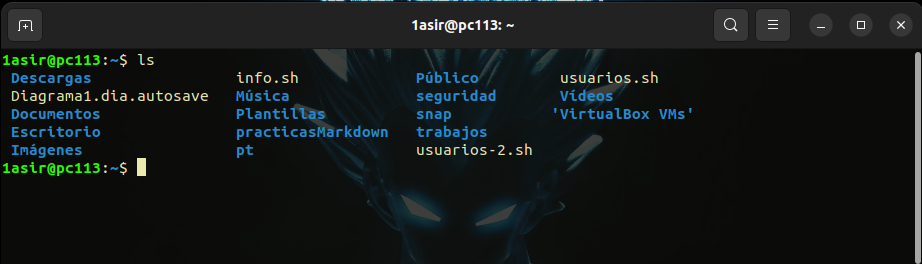 1asir@pc113: ~
1asir@pc113:~$ ls
Descargas info.sh Público usuarios.sh
Diagrama1.dia.autosave Música seguridad Vídeos
Documentos Plantillas snap 'VirtualBox VMs'
Escritorio practicasMarkdown trabajos
Imágenes pt usuarios-2.sh
1asir@pc113:~$